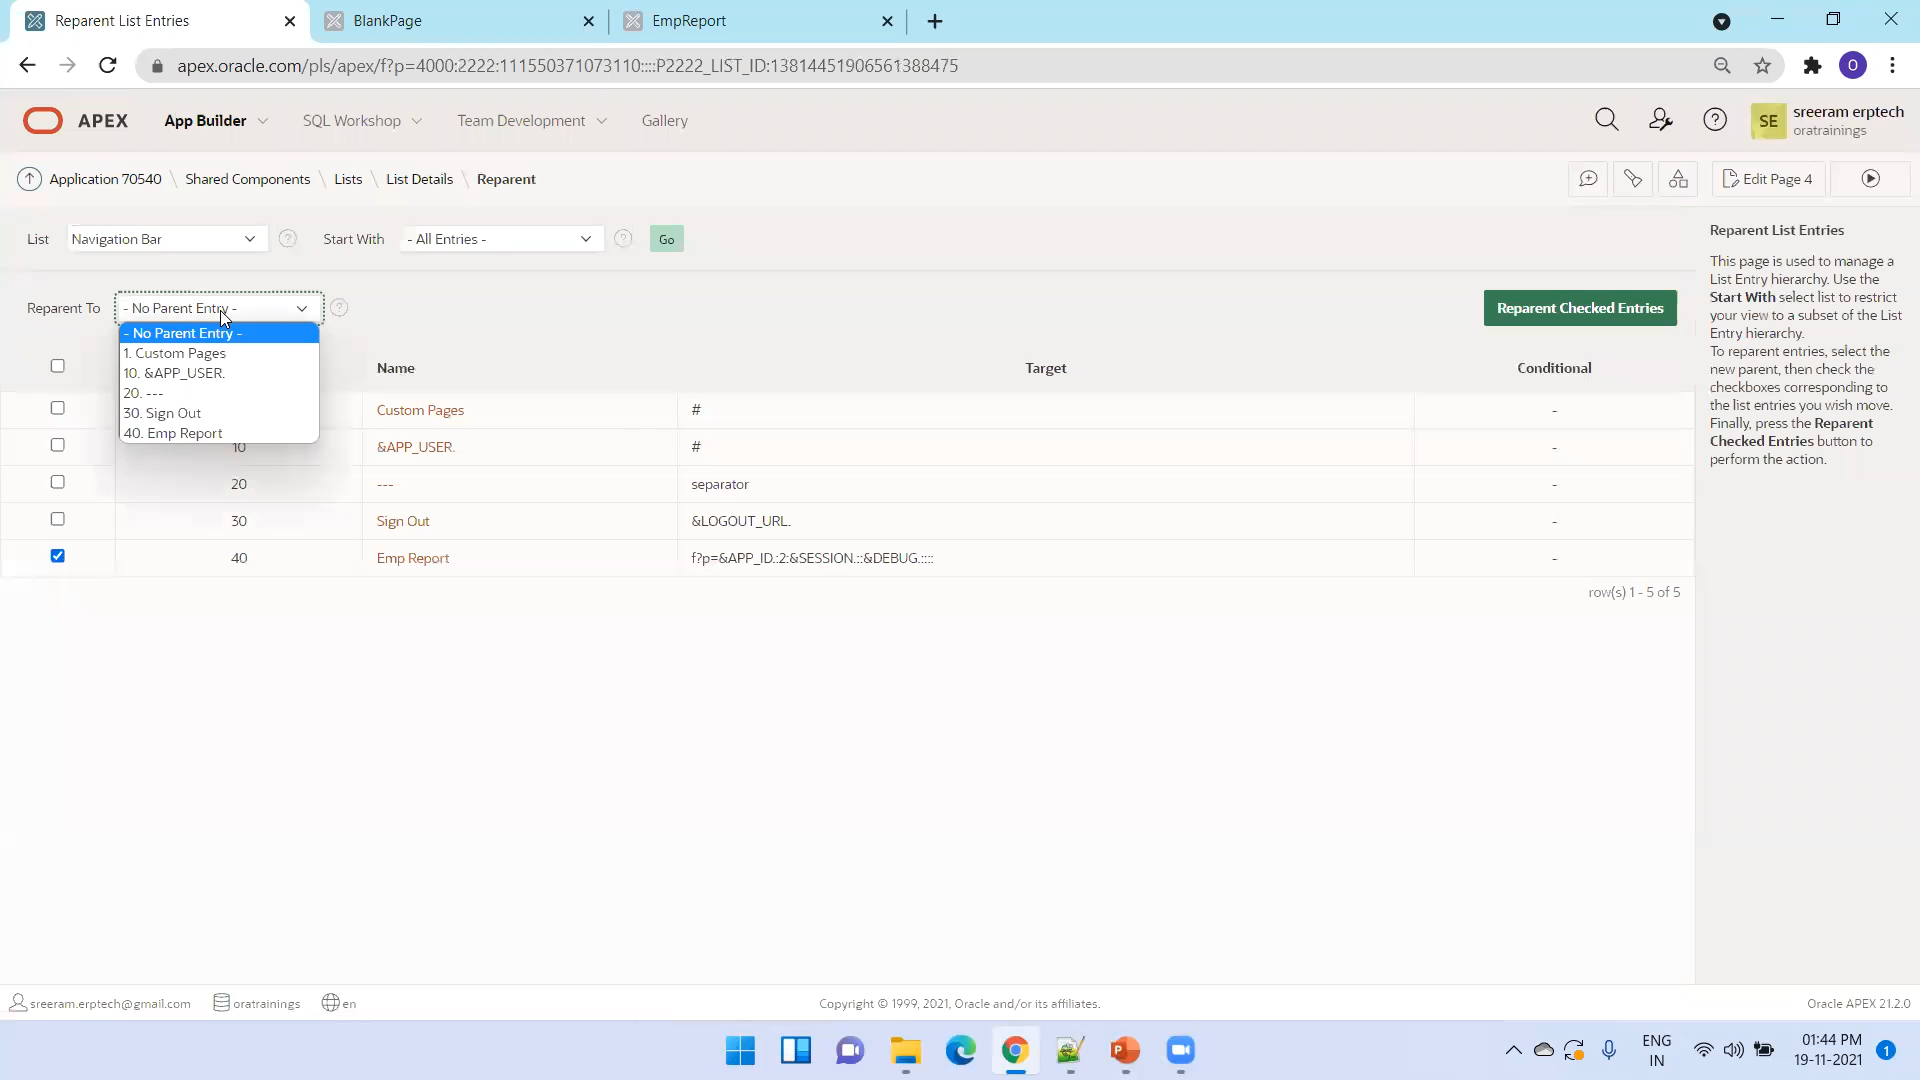 Reparent List Entries
BlankPage
EmpReport
apex.oracle.com/pls/apex/f?p=4000:2222:111550371073110::::P2222_LIST_ID:13814451906561388475
O
APEX
App Builder
SQL Workshop
Team Development
Gallery
SE
sreeram erptech
oratrainings
Application 70540 \ Shared Components \ Lists \ List Details \ Reparent
Edit Page 4
List
Navigation Bar
Start With
- All Entries -
Go
Reparent To
- No Parent Entry -
Reparent Checked Entries
- No Parent Entry -
1. Custom Pages
10. &APP_USER.
20. ---
30. Sign Out
40. Emp Report
Name
Target
Conditional
Custom Pages
#
-
10
&APP_USER.
#
-
20
---
separator
-
30
Sign Out
&LOGOUT_URL.
-
40
Emp Report
f?p=&APP_ID.:2:&SESSION.::&DEBUG.::::
-
row(s) 1 - 5 of 5
Reparent List Entries
This page is used to manage a
List Entry hierarchy. Use the
Start With select list to restrict
your view to a subset of the List
Entry hierarchy.
To reparent entries, select the
new parent, then check the
checkboxes corresponding to
the list entries you wish move.
Finally, press the Reparent
Checked Entries button to
perform the action.
sreeram.erptech@gmail.com
oratrainings
en
Copyright © 1999, 2021, Oracle and/or its affiliates.
Oracle APEX 21.2.0
ENG
IN
01:44 PM
19-11-2021
1